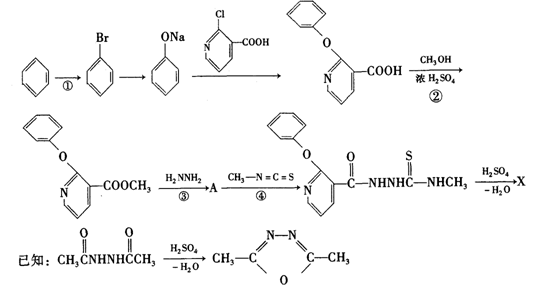 Br ONa Cl N COOH O N COOH CH₃OH 浓 H₂SO₄
① ②
O N COOCH₃ H₂NNH₂ ③ A CH₃—N=C=S ④ O N O C—NHNHC S —NHCH₃ H₂SO₄ －H₂O X
已知: CH₃CNHNHCCH₃ O O H₂SO₄ －H₂O CH₃—C N—N C—CH₃ O